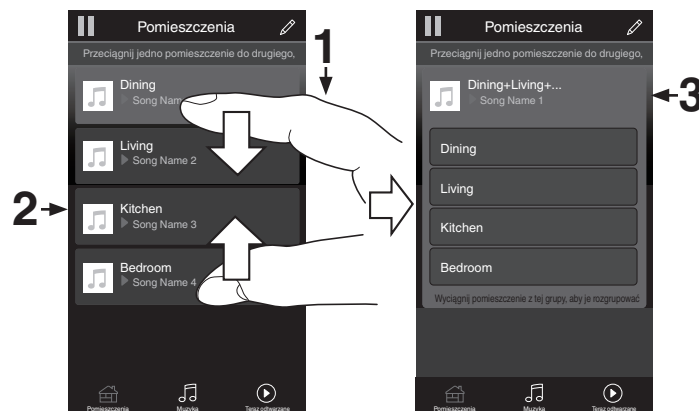 Pomieszczenia
Przeciągnij jedno pomieszczenie do drugiego,
1
Dining
Song Nam
Living
Song Name 2
2
Kitchen
Song Name 3
Bedroom
Song Name 4
Pomieszczenia
Muzyka
Teraz odtwarzane
Pomieszczenia
Przeciągnij jedno pomieszczenie do drugiego,
Dining+Living+...
Song Name 1
3
Dining
Living
Kitchen
Bedroom
Wyciągnij pomieszczenie z tej grupy, aby je rozgrupować
Pomieszczenia
Muzyka
Teraz odtwarzane